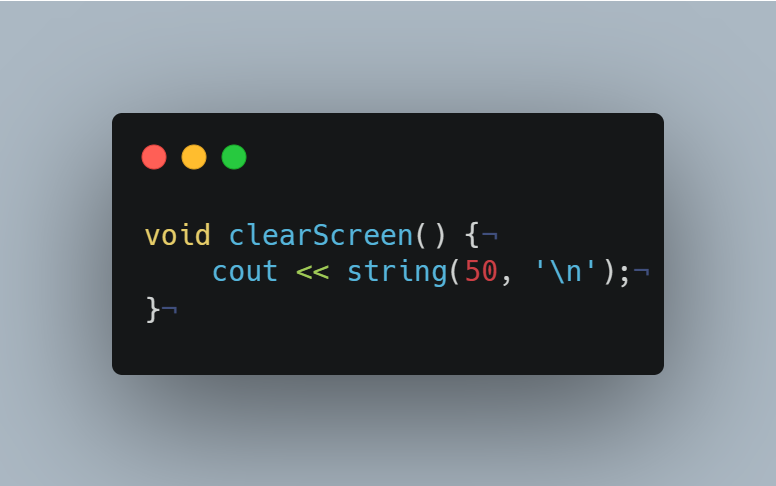 void clearScreen() {¬
    cout << string(50, '\n');¬
}¬